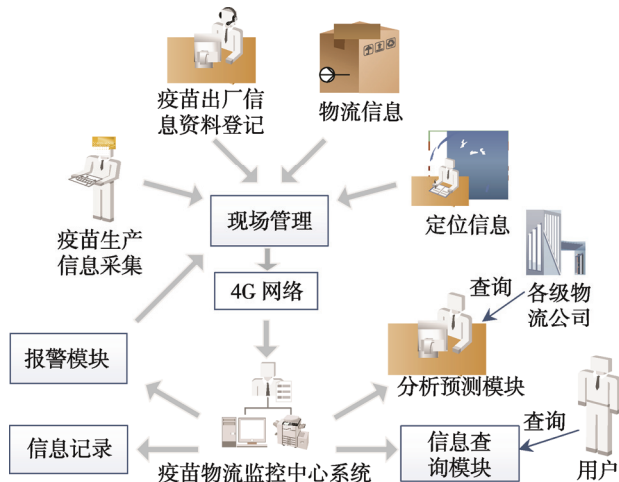 疫苗出厂信
息资料登记
物流信息
疫苗生产
信息采集
现场管理
定位信息
4G 网络
查询
各级物
流公司
报警模块
分析预测模块
信息记录
疫苗物流监控中心系统
信息查
询模块
查询
用户